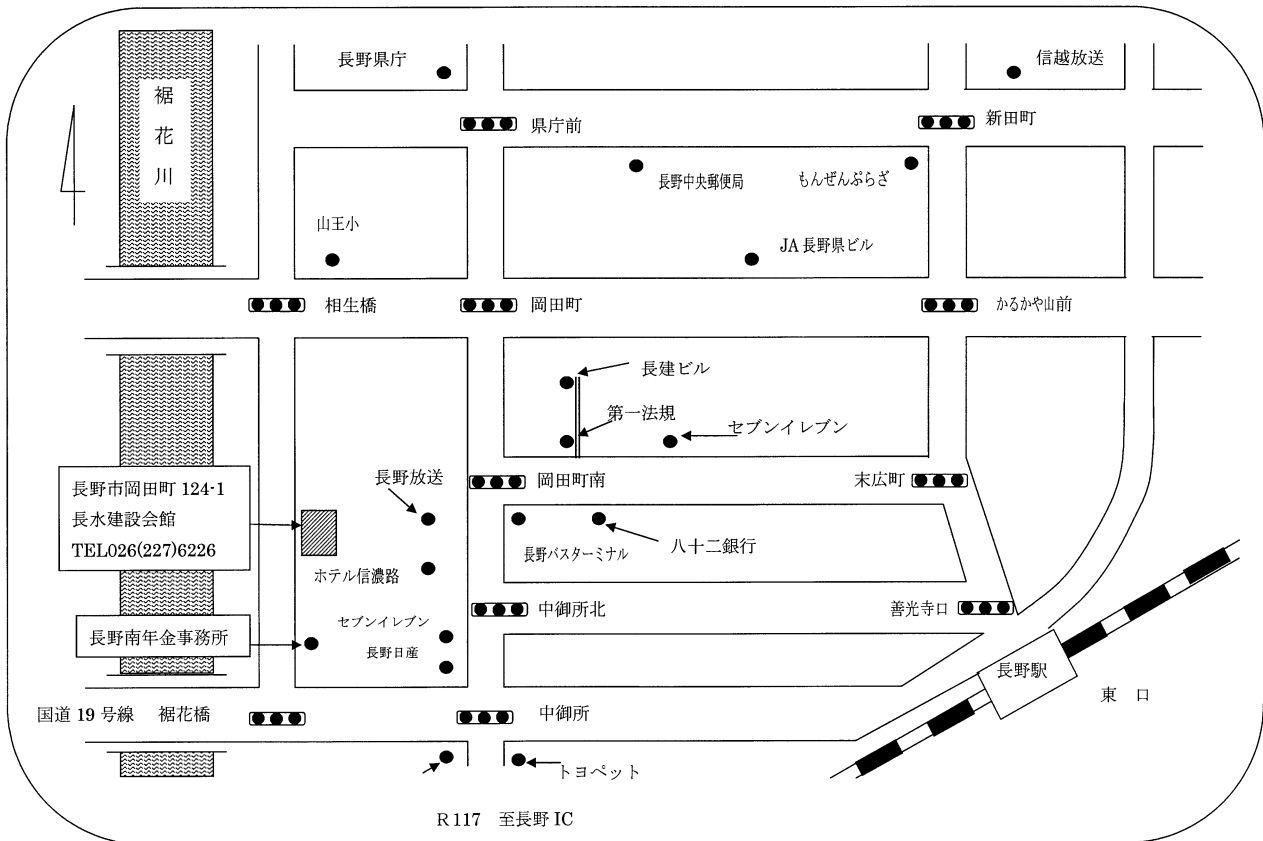 長野県庁
信越放送
裾花川
県庁前
新田町
長野中央郵便局
もんぜんぷらざ
山王小
JA 長野県ビル
相生橋
岡田町
かるかや山前
長建ビル
第一法規
セブンイレブン
長野放送
岡田町南
末広町
長野市岡田町 124-1
長水建設会館
TEL026(227)6226
長野バスターミナル
八十二銀行
ホテル信濃路
中御所北
善光寺口
セブンイレブン
長野南年金事務所
長野日産
長野駅
東 口
国道 19 号線 裾花橋
中御所
トヨペット
R 117 至長野 IC